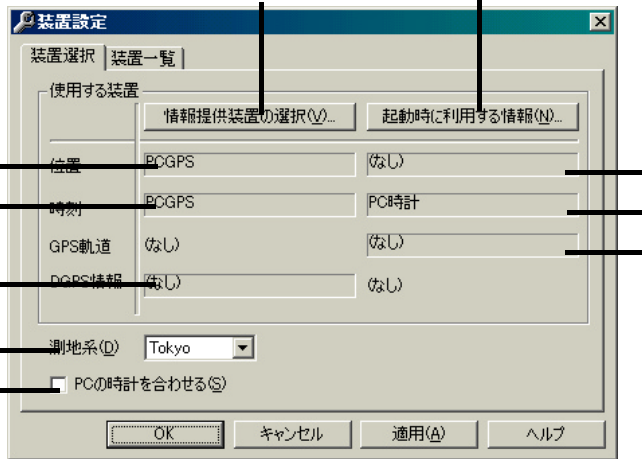 装置設定
装置選択 装置一覧
使用する装置
情報提供装置の選択(V)... 起動時に利用する情報(N)...
位置 PCGPS (なし)
時刻 PCGPS PC時計
GPS軌道 (なし) (なし)
DGPS情報 (なし) (なし)
測地系(D) Tokyo
PCの時計を合わせる(S)
OK キャンセル 適用(A) ヘルプ